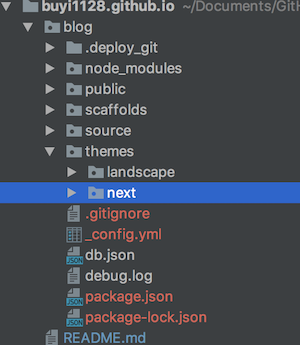 buyi1128.github.io ~/Documents/GitH
blog
.deploy_git
node_modules
public
scaffolds
source
themes
landscape
next
.gitignore
_config.yml
db.json
debug.log
package.json
package-lock.json
README.md